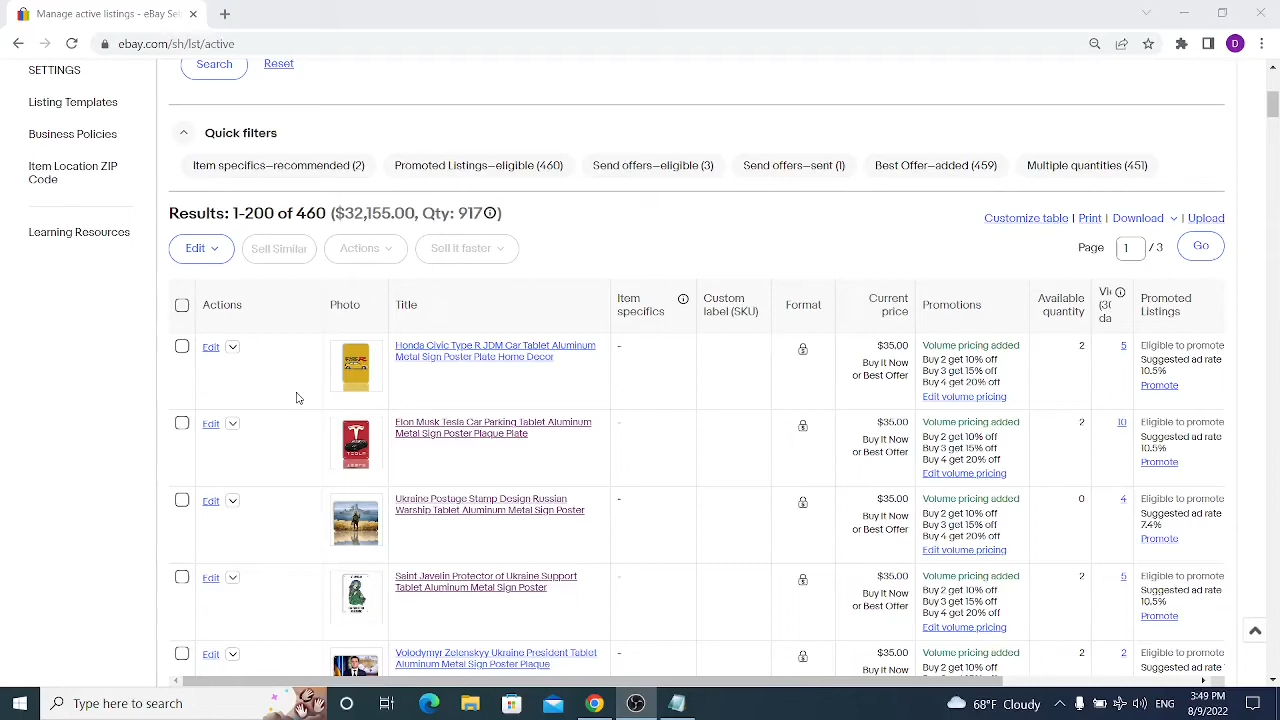 Manage active listings - eBay Se
ebay.com/sh/lst/active
D
SETTINGS
Listing Templates
Business Policies
Item Location ZIP
Code
Learning Resources
Search
Reset
Quick filters
Item specifics–recommended (2)
Promoted Listings–eligible (460)
Send offers–eligible (3)
Send offers–sent (1)
Best Offer–added (459)
Multiple quantities (451)
Results: 1-200 of 460 ($32,155.00, Qty: 917)
Customize table | Print | Download | Upload
Edit
Sell Similar
Actions
Sell it faster
Page 1 / 3 Go
Actions
Photo
Title
Item
specifics
Custom
label (SKU)
Format
Current
price
Promotions
Available
quantity
Vi
(3(
da
Promoted
Listings
Edit
Honda Civic Type R JDM Car Tablet Aluminum
Metal Sign Poster Plate Home Decor
-
$35.00
Buy It Now
or Best Offer
Volume pricing added
Buy 2 get 10% off
Buy 3 get 15% off
Buy 4 get 20% off
Edit volume pricing
2
5
Eligible to promote
Suggested ad rate
10.5%
Promote
Edit
Elon Musk Tesla Car Parking Tablet Aluminum
Metal Sign Poster Plaque Plate
-
$35.00
Buy It Now
or Best Offer
Volume pricing added
Buy 2 get 10% off
Buy 3 get 15% off
Buy 4 get 20% off
Edit volume pricing
2
10
Eligible to promote
Suggested ad rate
10.5%
Promote
Edit
Ukraine Postage Stamp Design Russian
Warship Tablet Aluminum Metal Sign Poster
-
$35.00
Buy It Now
or Best Offer
Volume pricing added
Buy 2 get 10% off
Buy 3 get 15% off
Buy 4 get 20% off
Edit volume pricing
0
4
Eligible to promote
Suggested ad rate
7.4%
Promote
Edit
Saint Javelin Protector of Ukraine Support
Tablet Aluminum Metal Sign Poster
-
$35.00
Buy It Now
or Best Offer
Volume pricing added
Buy 2 get 10% off
Buy 3 get 15% off
Buy 4 get 20% off
Edit volume pricing
2
5
Eligible to promote
Suggested ad rate
10.5%
Promote
Edit
Volodymyr Zelenskyy Ukraine President Tablet
Aluminum Metal Sign Poster Plaque
-
$35.00
Buy It Now
Volume pricing added
Buy 2 get 10% off
2
2
Eligible to promote
Suggested ad rate
Type here to search
68°F Cloudy
3:49 PM
8/9/2022